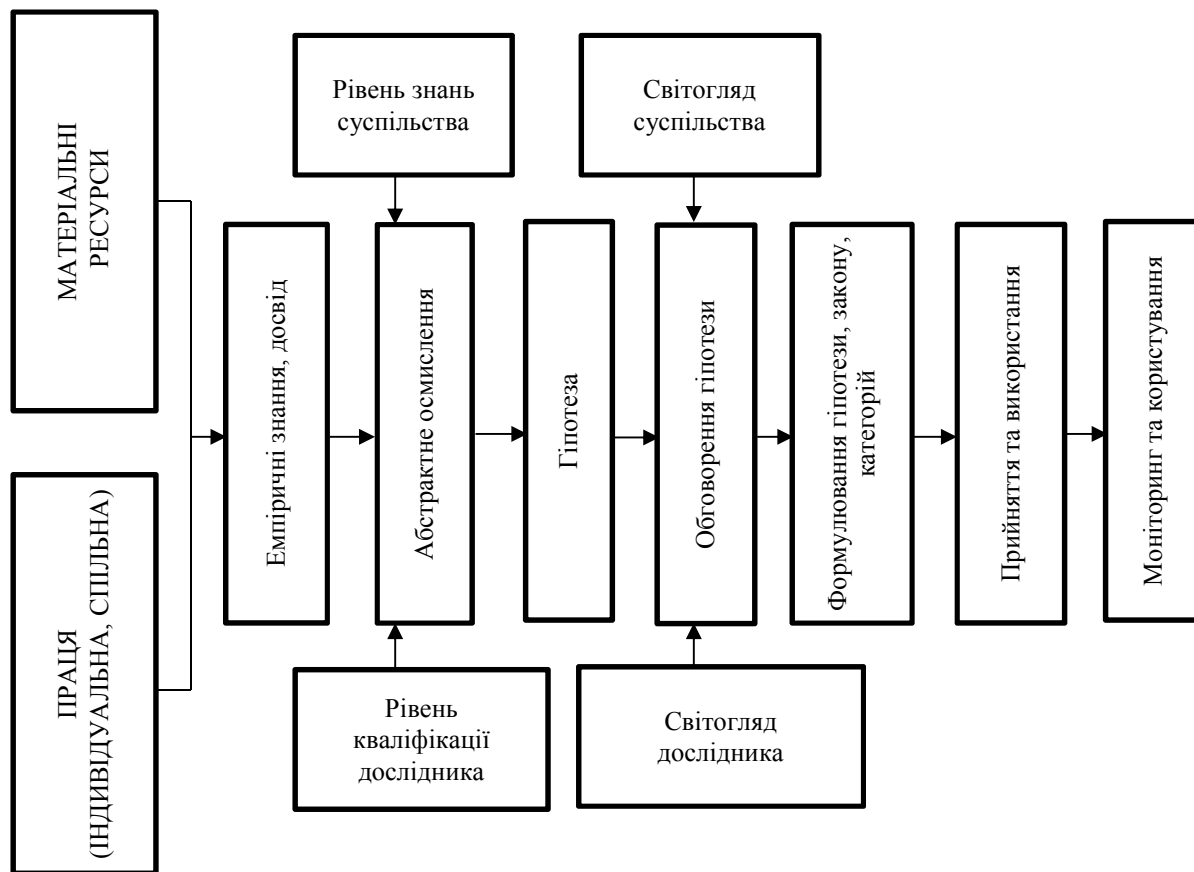 МАТЕРІАЛЬНІ
РЕСУРСИ
ПРАЦЯ
(ІНДИВІДУАЛЬНА, СПІЛЬНА)
Емпіричні знання, досвід
Рівень знань
суспільства
Абстрактне осмислення
Рівень
кваліфікації
дослідника
Гіпотеза
Світогляд
суспільства
Обговорення гіпотези
Світогляд
дослідника
Формулювання гіпотези, закону,
категорій
Прийняття та використання
Моніторинг та користування